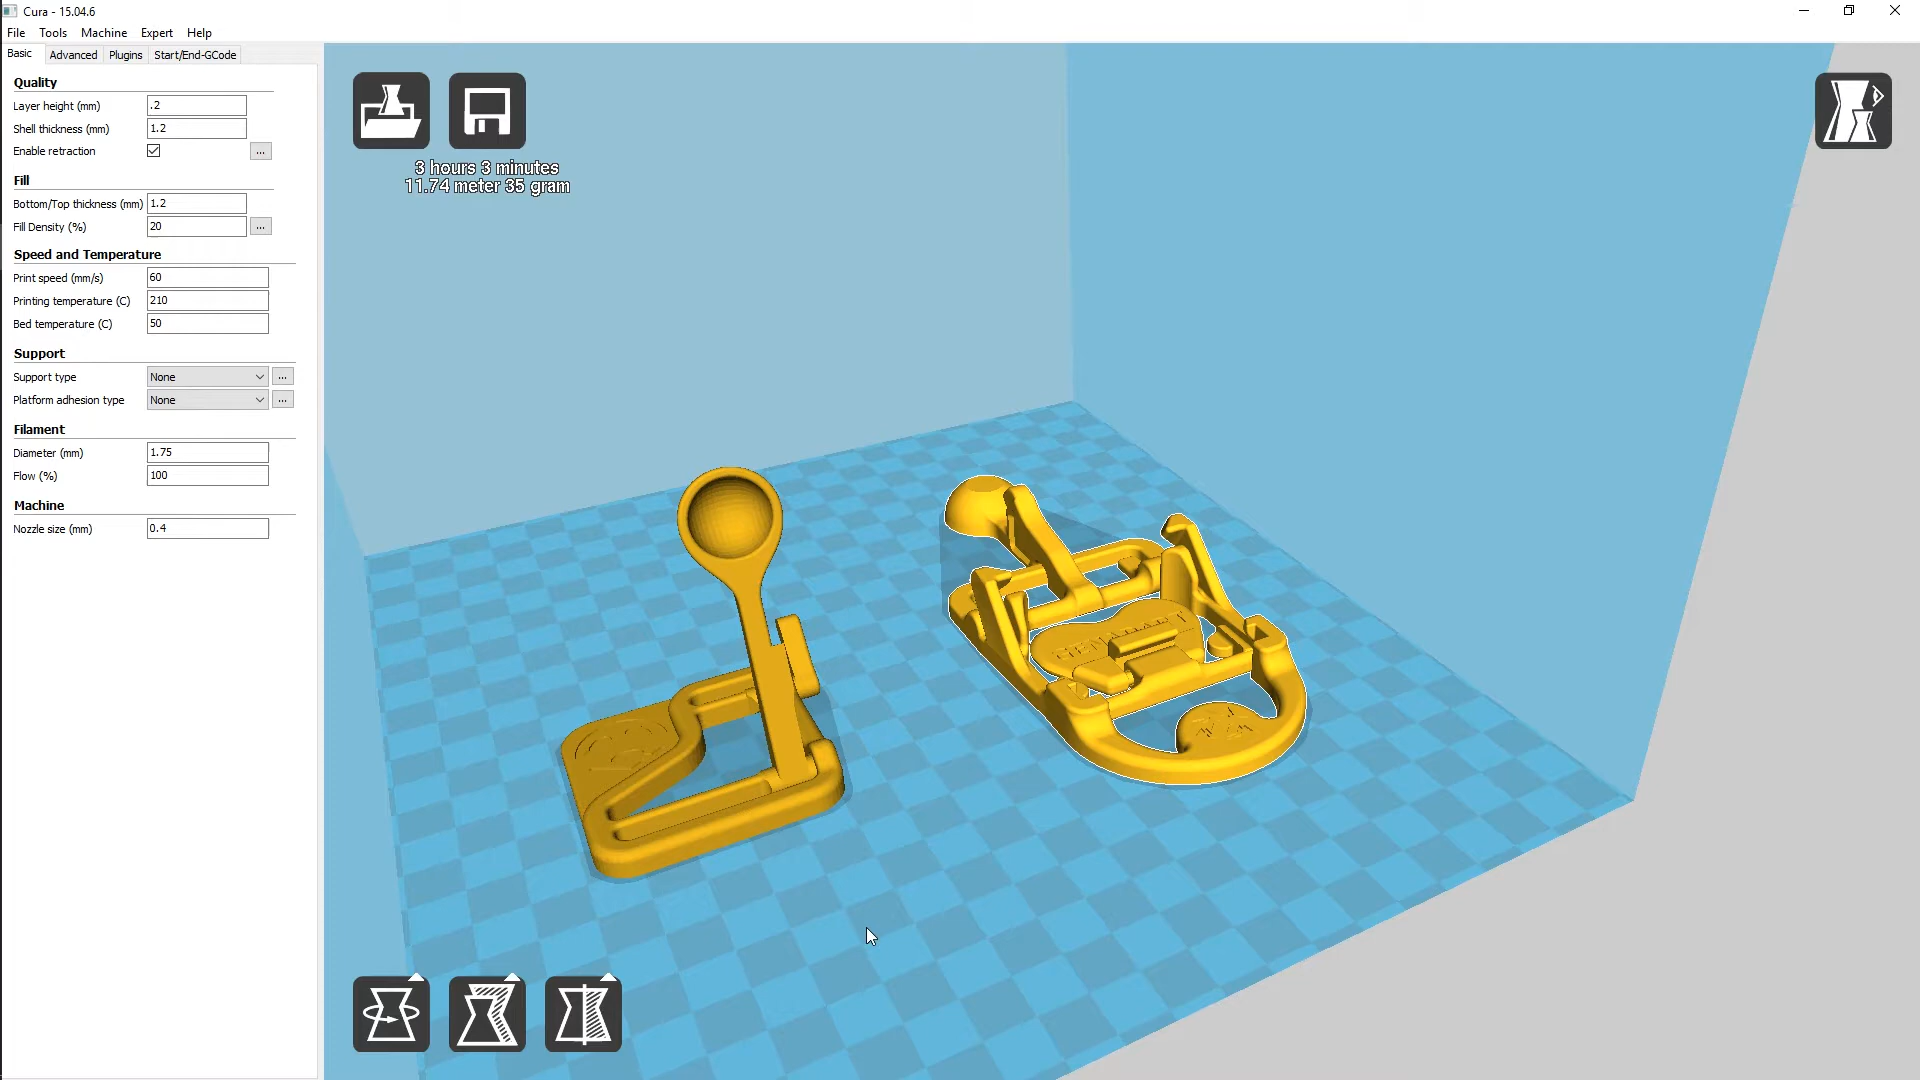 Cura - 15.04.6
File Tools Machine Expert Help
Basic Advanced Plugins Start/End-GCode
Quality
Layer height (mm) .2
Shell thickness (mm) 1.2
Enable retraction ...
Fill
Bottom/Top thickness (mm) 1.2
Fill Density (%) 20 ...
Speed and Temperature
Print speed (mm/s) 60
Printing temperature (C) 210
Bed temperature (C) 50
Support
Support type None ...
Platform adhesion type None ...
Filament
Diameter (mm) 1.75
Flow (%) 100
Machine
Nozzle size (mm) 0.4
3 hours 3 minutes
11.74 meter 35 gram